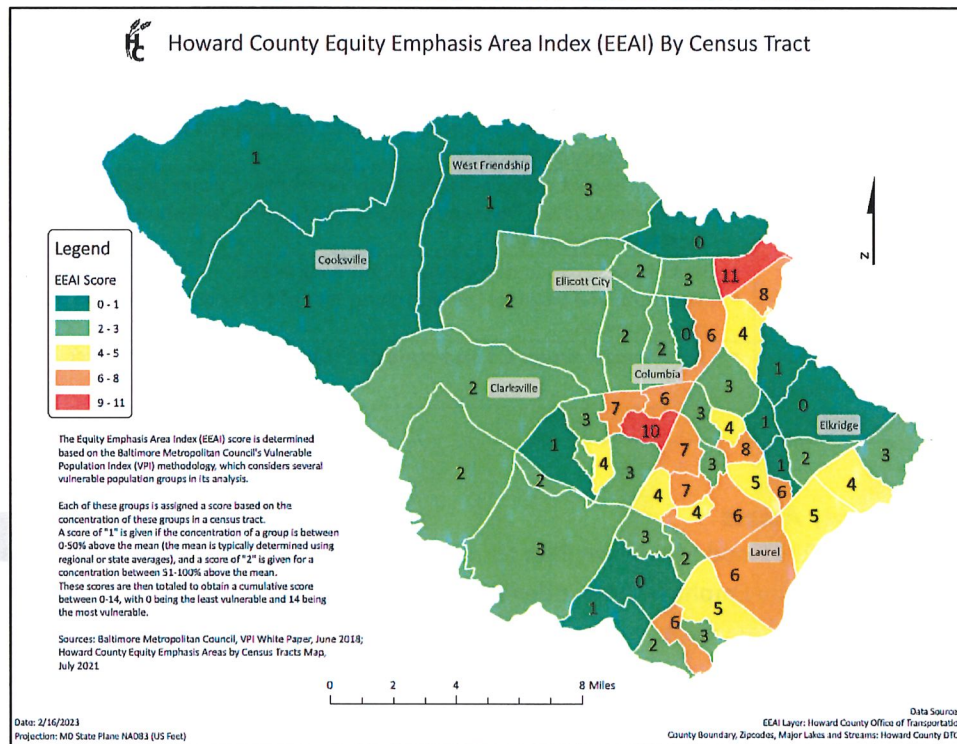 HC
Howard County Equity Emphasis Area Index (EEAI) By Census Tract
1
West Friendship
1
3
0
N
Legend
EEAI Score
0 - 1
2 - 3
4 - 5
6 - 8
9 - 11
Cooksville
1
2
Ellicott City
2
3
11
8
2
2
0
6
4
Columbia
3
1
0
Clarksville
2
3
7
6
3
4
1
Elkridge
10
1
4
3
7
3
8
1
2
3
2
2
4
7
5
6
4
4
6
5
3
3
2
Laurel
0
6
1
5
6
3
2
The Equity Emphasis Area Index (EEAI) score is determined
based on the Baltimore Metropolitan Council's Vulnerable
Population Index (VPI) methodology, which considers several
vulnerable population groups in its analysis.
Each of these groups is assigned a score based on the
concentration of these groups in a census tract.
A score of "1" is given if the concentration of a group is between
0-50% above the mean (the mean is typically determined using
regional or state averages), and a score of "2" is given for a
concentration between 51-100% above the mean.
These scores are then totaled to obtain a cumulative score
between 0-14, with 0 being the least vulnerable and 14 being
the most vulnerable.
Sources: Baltimore Metropolitan Council, VPI White Paper, June 2018;
Howard County Equity Emphasis Areas by Census Tracts Map,
July 2021
0 2 4 8 Miles
Date: 2/16/2023
Projection: MD State Plane NAD83 (US Feet)
Data Source
EEAI Layer: Howard County Office of Transportatio
County Boundary, Zipcodes, Major Lakes and Streams: Howard County DTC